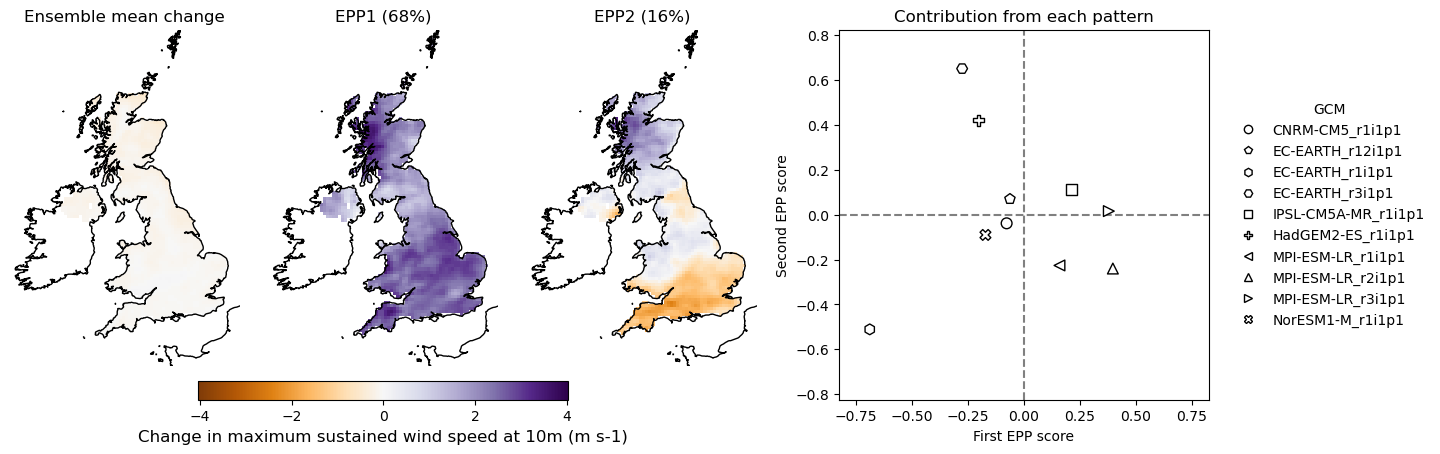 Ensemble mean change
EPP1 (68%)
EPP2 (16%)
Contribution from each pattern
−4
−2
0
2
4
Change in maximum sustained wind speed at 10m (m s-1)
Second EPP score
0.8
0.6
0.4
0.2
0.0
−0.2
−0.4
−0.6
−0.8
−0.75
−0.50
−0.25
0.00
0.25
0.50
0.75
First EPP score
GCM
CNRM-CM5_r1i1p1
EC-EARTH_r12i1p1
EC-EARTH_r1i1p1
EC-EARTH_r3i1p1
IPSL-CM5A-MR_r1i1p1
HadGEM2-ES_r1i1p1
MPI-ESM-LR_r1i1p1
MPI-ESM-LR_r2i1p1
MPI-ESM-LR_r3i1p1
NorESM1-M_r1i1p1